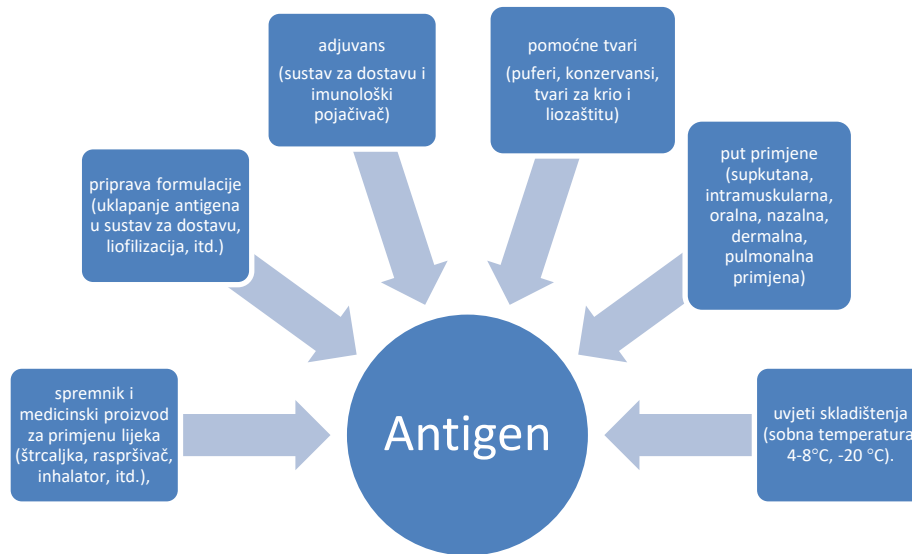 adjuvans
(sustav za dostavu i
imunološki
pojačivač)
pomoćne tvari
(puferi, konzervansi,
tvari za krio i
liozaštitu)
priprava formulacije
(uklapanje antigena
u sustav za dostavu,
liofilizacija, itd.)
put primjene
(supkutana,
intramuskularna,
oralna, nazalna,
dermalna,
pulmonalna
primjena)
spremnik i
medicinski proizvod
za primjenu lijeka
(štrcaljka, raspršivač,
inhalator, itd.),
Antigen
uvjeti skladištenja
(sobna temperatura,
4-8°C, -20 °C).